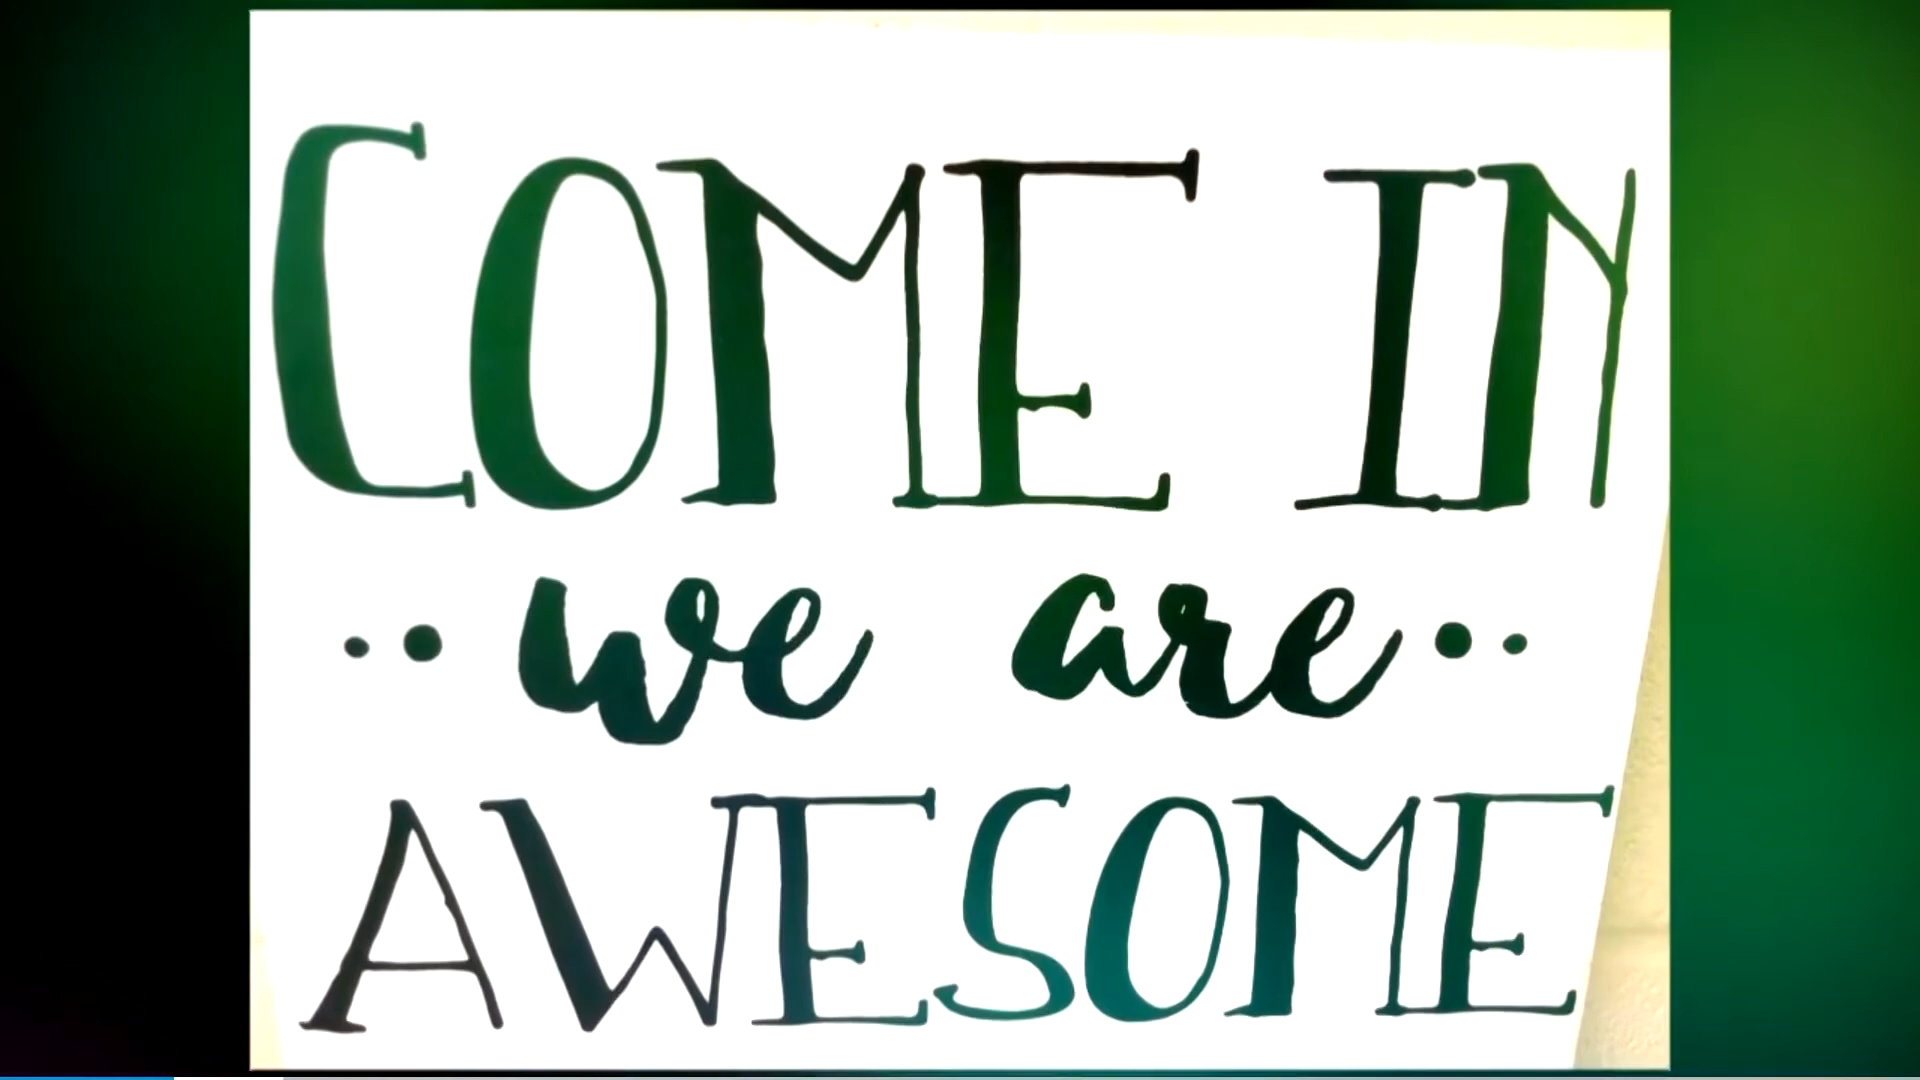 COME IN
•• we are ••
AWESOME